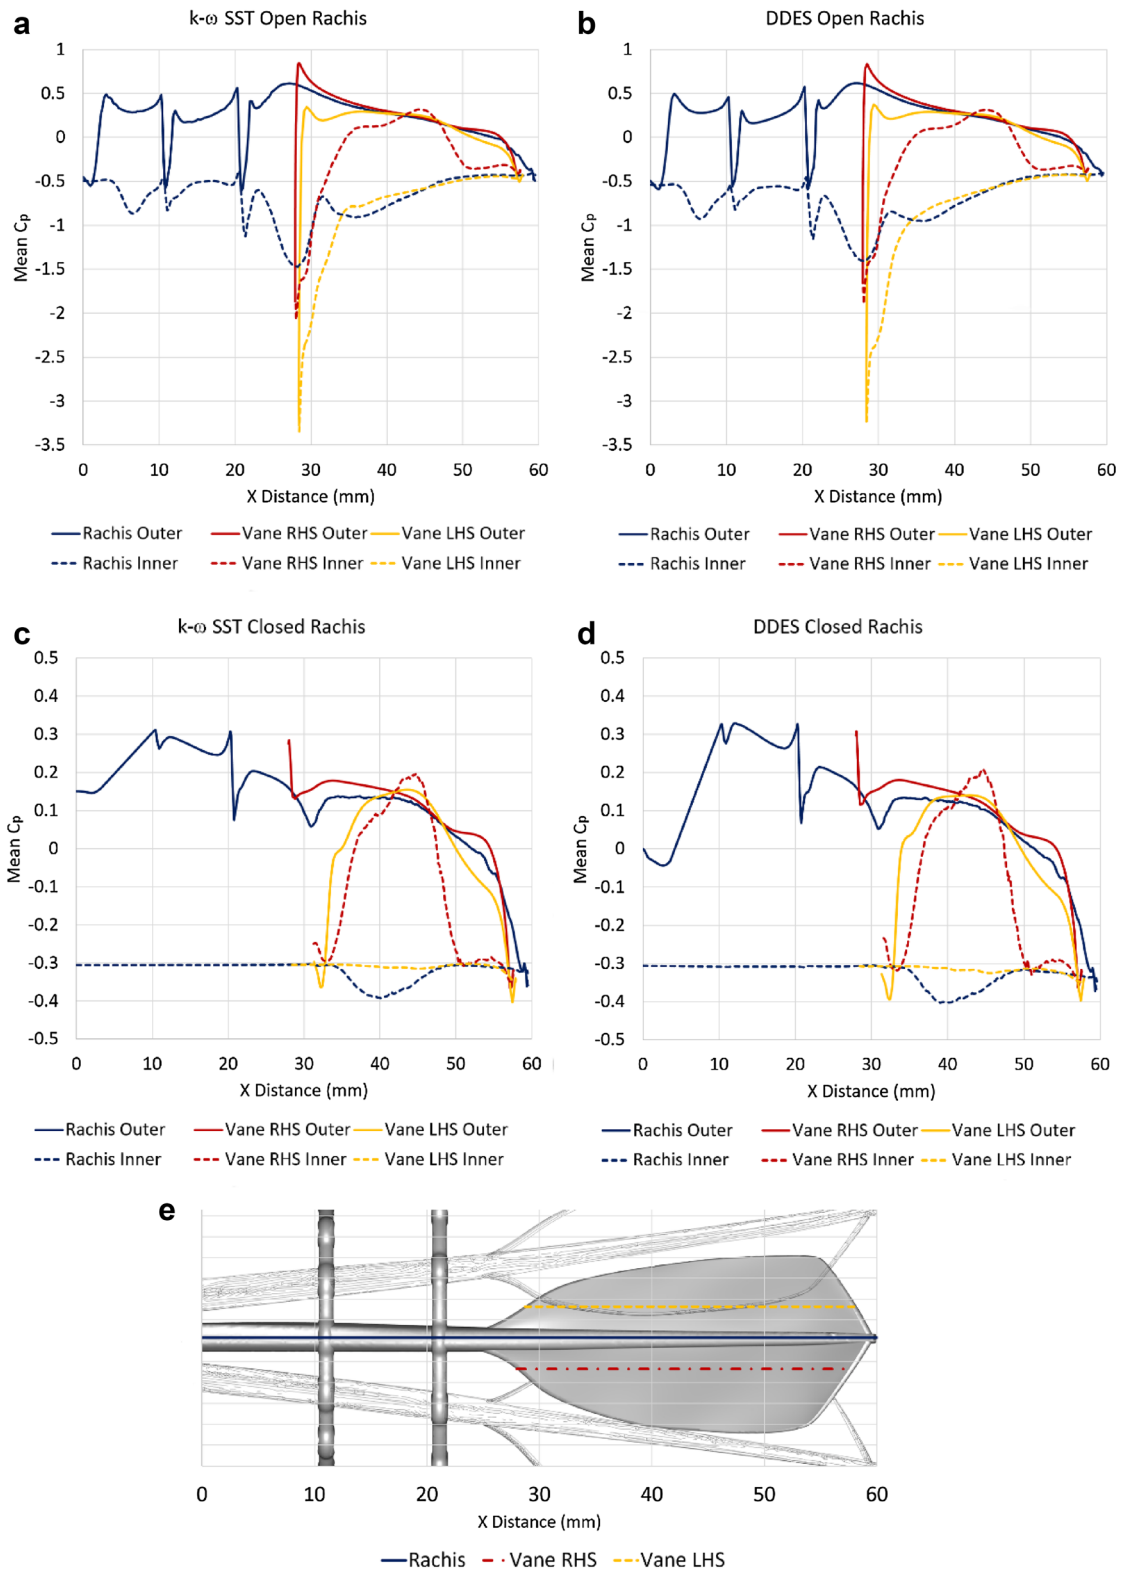 a
k-ω SST Open Rachis
1
0.5
0
-0.5
-1
-1.5
-2
-2.5
-3
-3.5
Mean Cp
0 10 20 30 40 50 60
X Distance (mm)
Rachis Outer Vane RHS Outer Vane LHS Outer
Rachis Inner Vane RHS Inner Vane LHS Inner
b
DDES Open Rachis
1
0.5
0
-0.5
-1
-1.5
-2
-2.5
-3
-3.5
Mean Cp
0 10 20 30 40 50 60
X Distance (mm)
Rachis Outer Vane RHS Outer Vane LHS Outer
Rachis Inner Vane RHS Inner Vane LHS Inner
c
k-ω SST Closed Rachis
0.5
0.4
0.3
0.2
0.1
0
-0.1
-0.2
-0.3
-0.4
-0.5
Mean Cp
0 10 20 30 40 50 60
X Distance (mm)
Rachis Outer Vane RHS Outer Vane LHS Outer
Rachis Inner Vane RHS Inner Vane LHS Inner
d
DDES Closed Rachis
0.5
0.4
0.3
0.2
0.1
0
-0.1
-0.2
-0.3
-0.4
-0.5
Mean Cp
0 10 20 30 40 50 60
X Distance (mm)
Rachis Outer Vane RHS Outer Vane LHS Outer
Rachis Inner Vane RHS Inner Vane LHS Inner
e
0 10 20 30 40 50 60
X Distance (mm)
Rachis Vane RHS Vane LHS